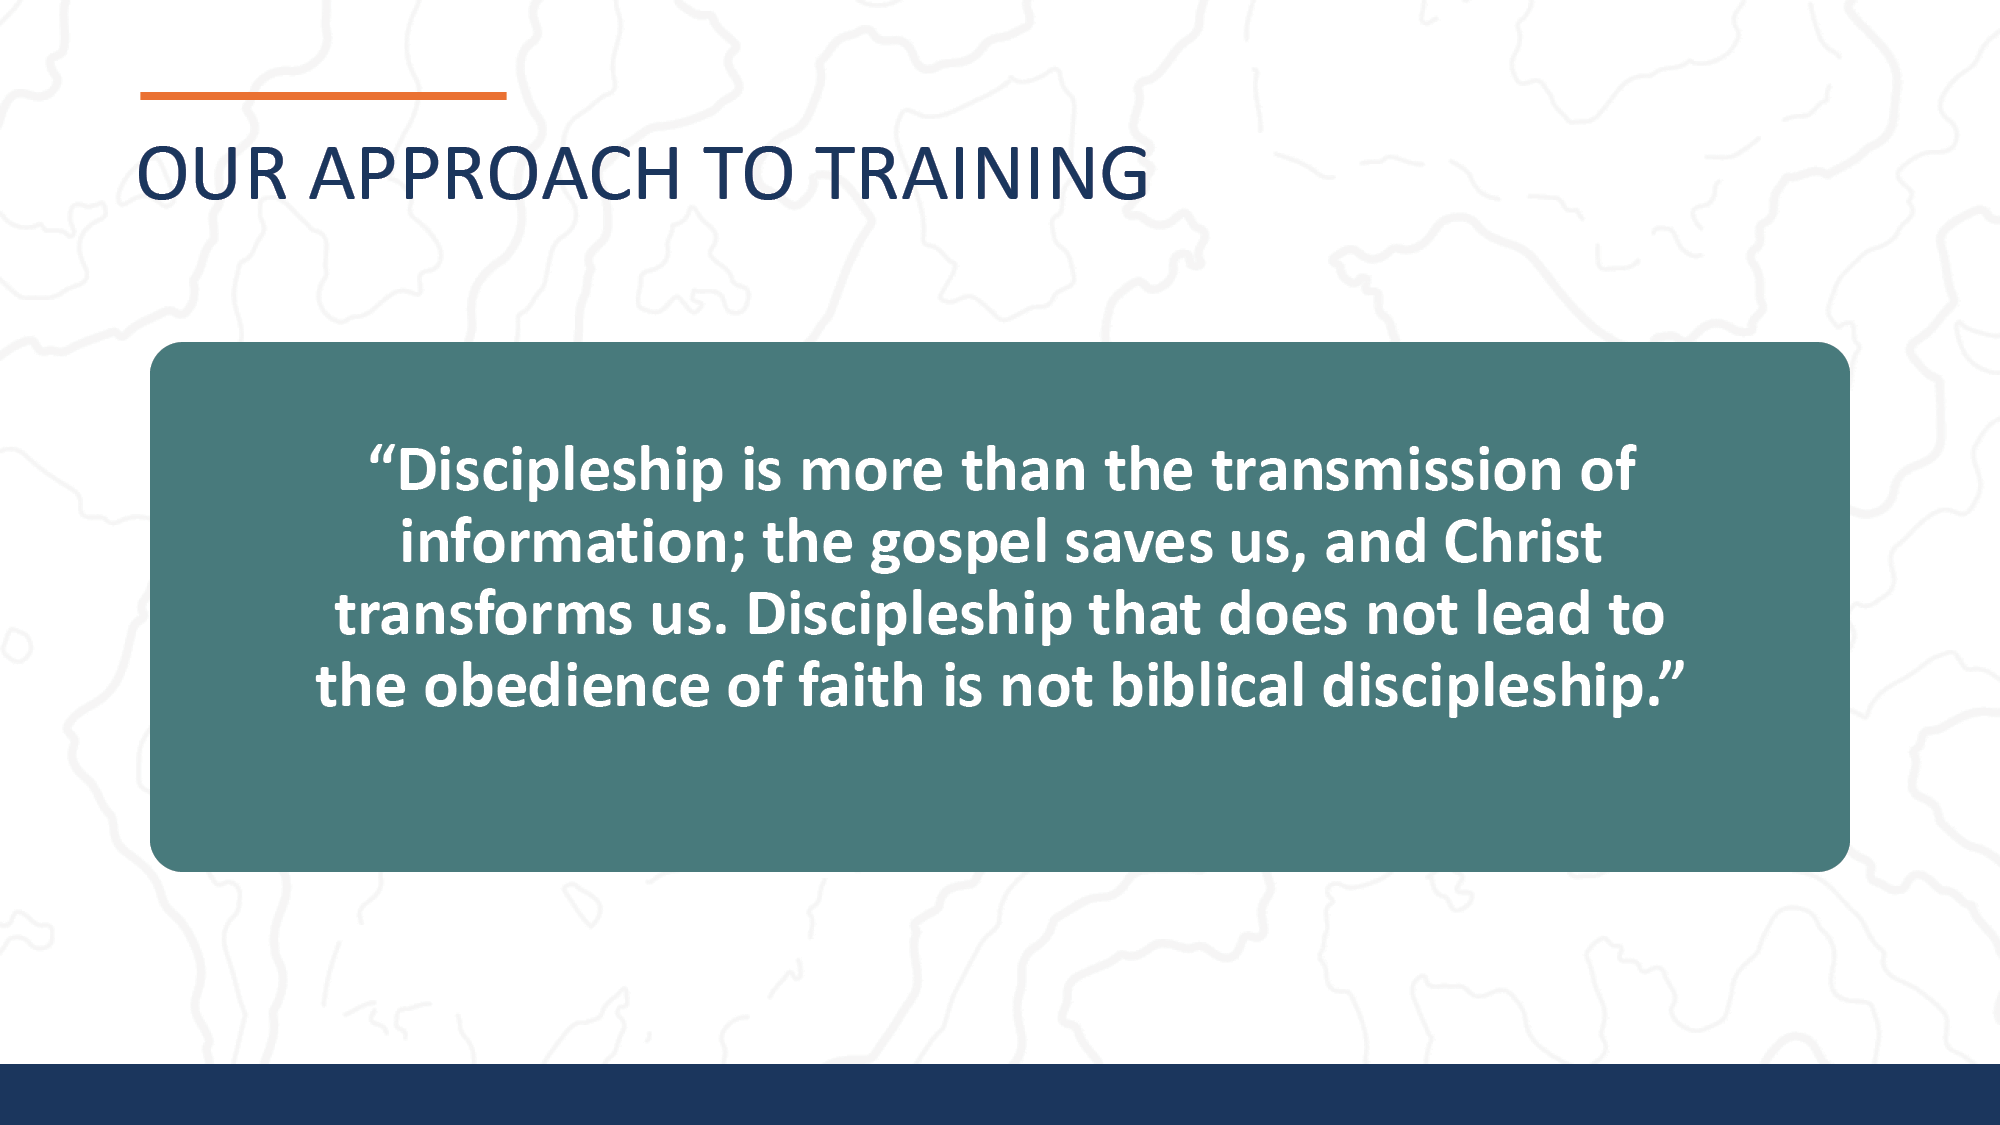 OUR APPROACH TO TRAINING
“Discipleship is more than the transmission of
information; the gospel saves us, and Christ
transforms us. Discipleship that does not lead to
the obedience of faith is not biblical discipleship.”